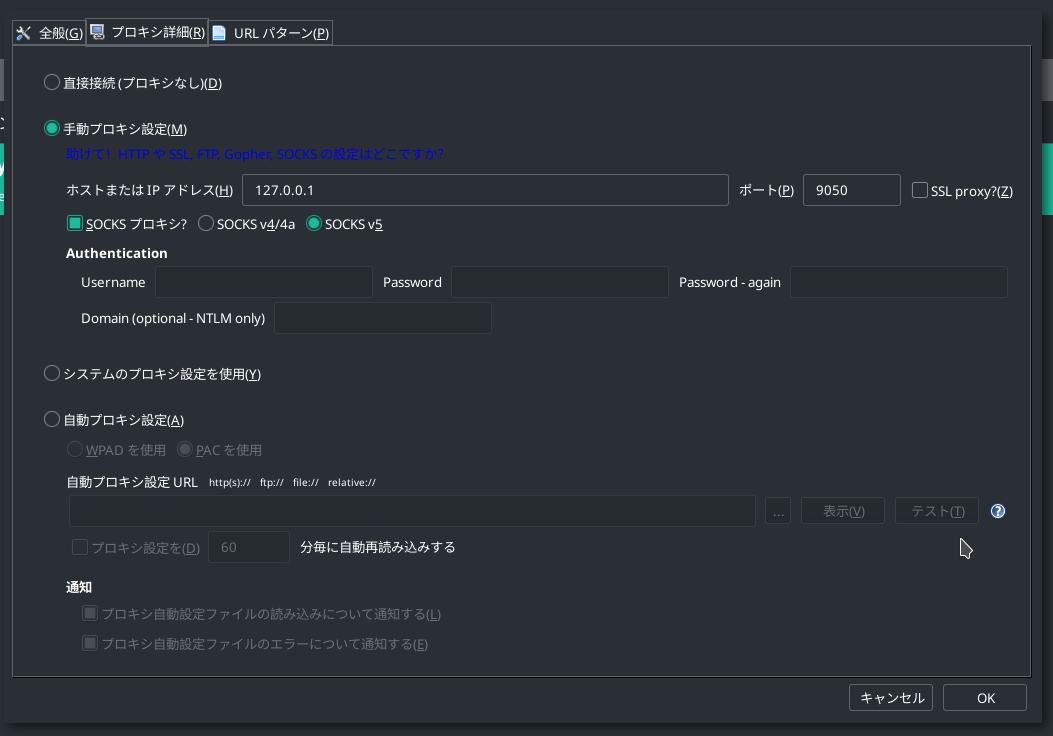 全般(G) プロキシ詳細(R) URL パターン(P)
直接接続 (プロキシなし)(D)
手動プロキシ設定(M)
助けて! HTTP や SSL, FTP, Gopher, SOCKS の設定はどこですか?
ホストまたは IP アドレス(H) 127.0.0.1 ポート(P) 9050 SSL proxy?(Z)
SOCKS プロキシ? SOCKS v4/4a SOCKS v5
Authentication
Username Password Password - again
Domain (optional - NTLM only)
システムのプロキシ設定を使用(Y)
自動プロキシ設定(A)
WPAD を使用 PAC を使用
自動プロキシ設定 URL http(s):// ftp:// file:// relative://
... 表示(V) テスト(T) ?
プロキシ設定を(D) 60 分毎に自動再読み込みする
通知
プロキシ自動設定ファイルの読み込みについて通知する(L)
プロキシ自動設定ファイルのエラーについて通知する(E)
キャンセル OK